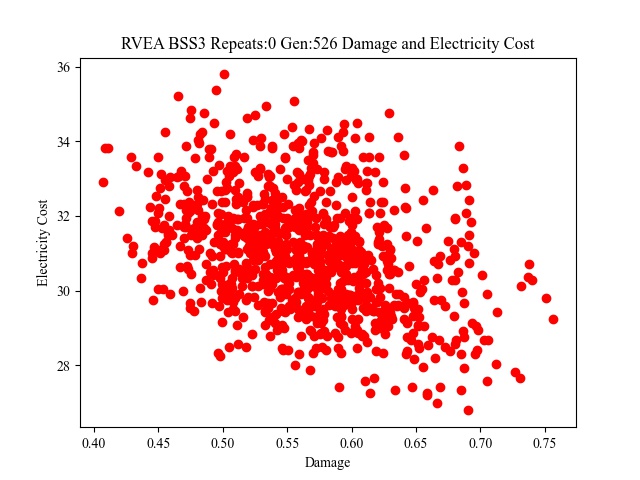 RVEA BSS3 Repeats:0 Gen:526 Damage and Electricity Cost
36
34
32
30
28
Electricity Cost
0.40 0.45 0.50 0.55 0.60 0.65 0.70 0.75
Damage